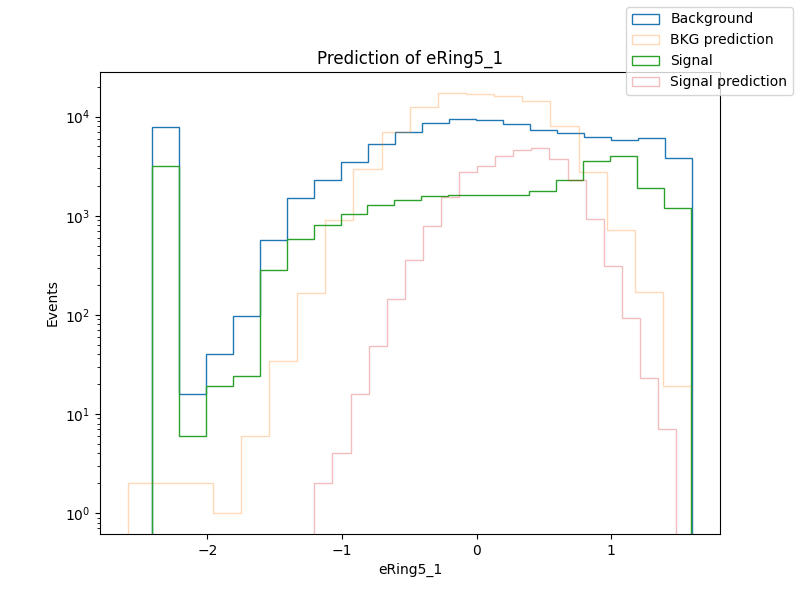 Prediction of eRing5_1
Background
BKG prediction
Signal
Signal prediction
Events
10⁴
10³
10²
10¹
10⁰
−2
−1
0
1
eRing5_1